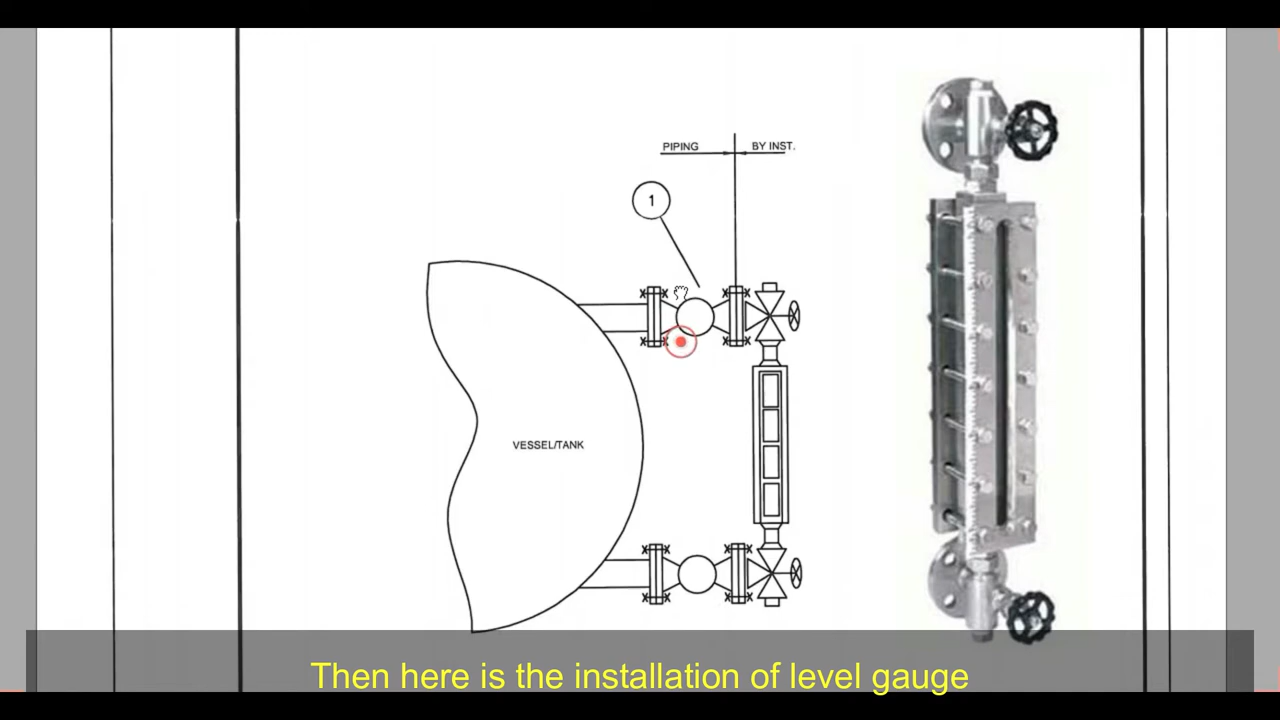 PIPING
BY INST.
1
VESSEL/TANK
Then here is the installation of level gauge